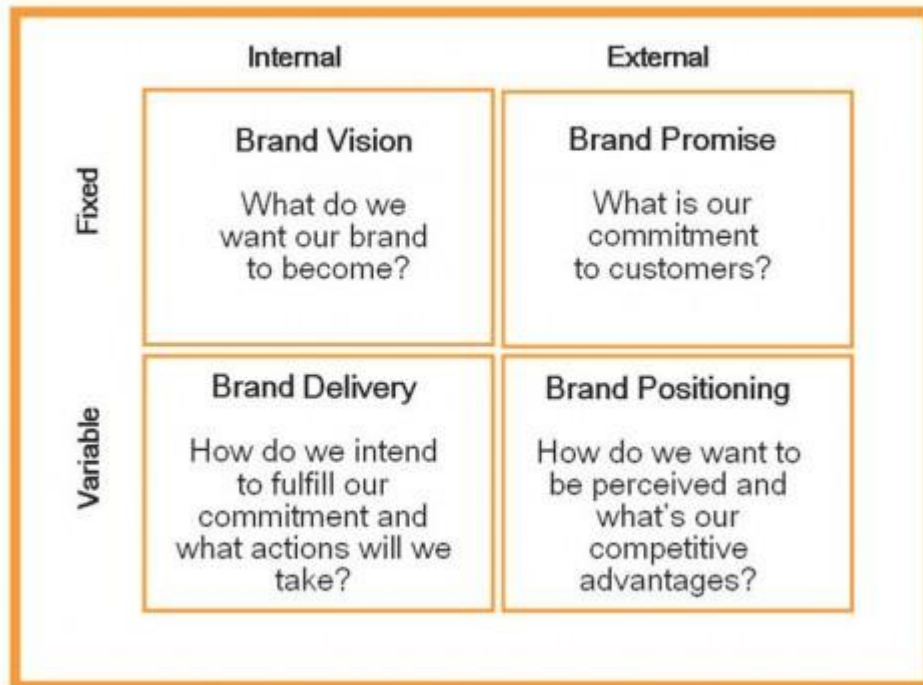 Internal
External
Fixed
Brand Vision
What do we
want our brand
to become?
Brand Promise
What is our
commitment
to customers?
Variable
Brand Delivery
How do we intend
to fulfill our
commitment and
what actions will we
take?
Brand Positioning
How do we want to
be perceived and
what's our
competitive
advantages?